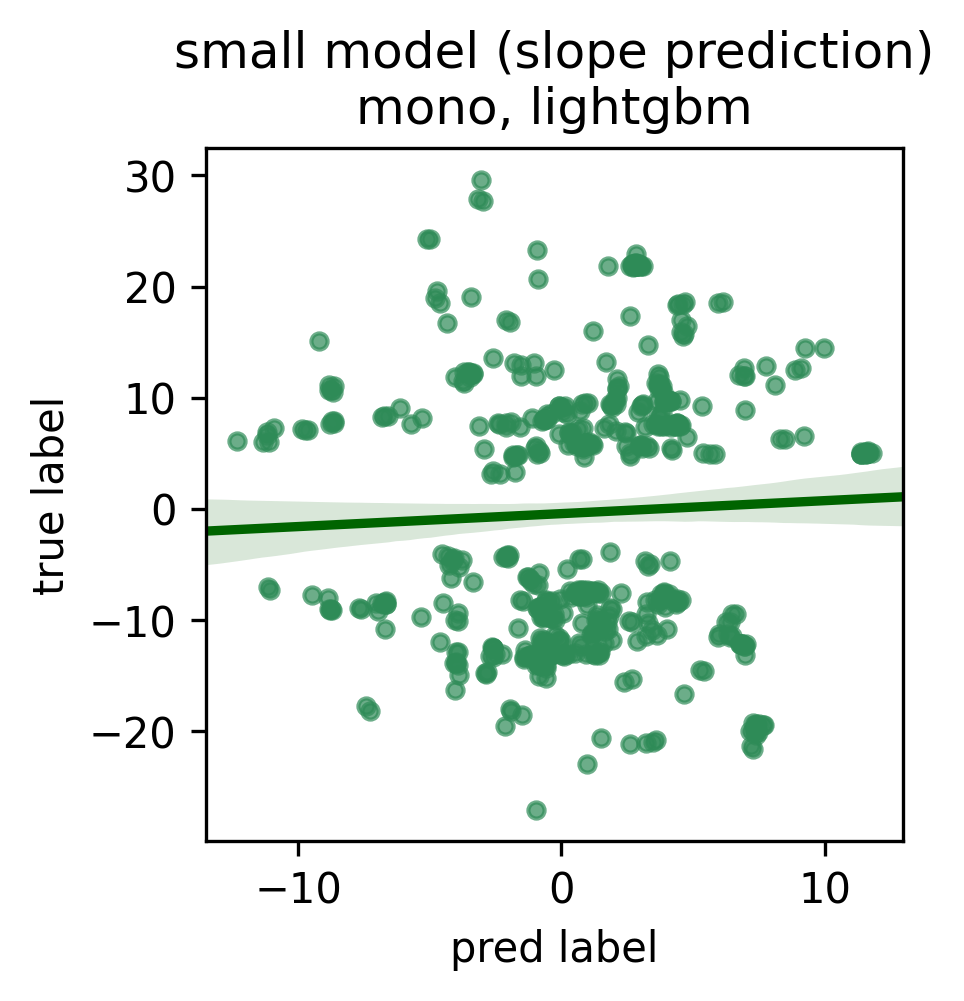 small model (slope prediction)
mono, lightgbm
30
20
10
0
−10
−20
true label
−10
0
10
pred label